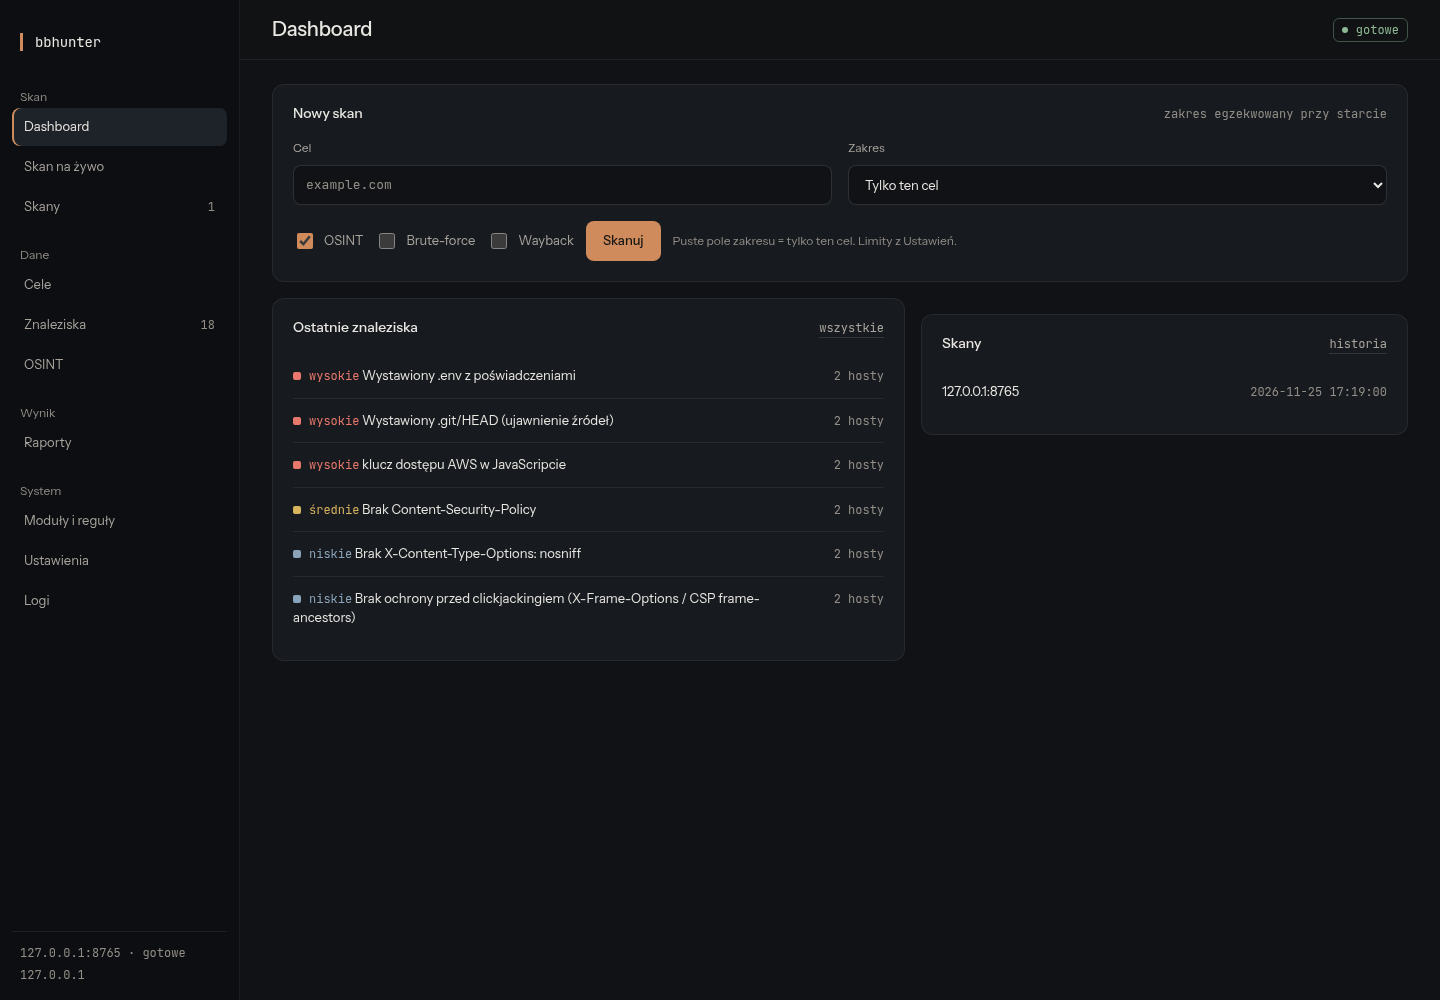 bbhunter
Skan
Dashboard
Skan na żywo
Skany 1
Dane
Cele
Znaleziska 18
OSINT
Wynik
Raporty
System
Moduły i reguły
Ustawienia
Logi
127.0.0.1:8765 · gotowe
127.0.0.1
Dashboard
gotowe
Nowy skan
zakres egzekwowany przy starcie
Cel
Zakres
example.com
Tylko ten cel
OSINT
Brute-force
Wayback
Skanuj
Puste pole zakresu = tylko ten cel. Limity z Ustawień.
Ostatnie znaleziska
wszystkie
wysokie Wystawiony .env z poświadczeniami 2 hosty
wysokie Wystawiony .git/HEAD (ujawnienie źródeł) 2 hosty
wysokie klucz dostępu AWS w JavaScripcie 2 hosty
średnie Brak Content-Security-Policy 2 hosty
niskie Brak X-Content-Type-Options: nosniff 2 hosty
niskie Brak ochrony przed clickjackingiem (X-Frame-Options / CSP frame- 2 hosty
ancestors)
Skany
historia
127.0.0.1:8765 2026-11-25 17:19:00